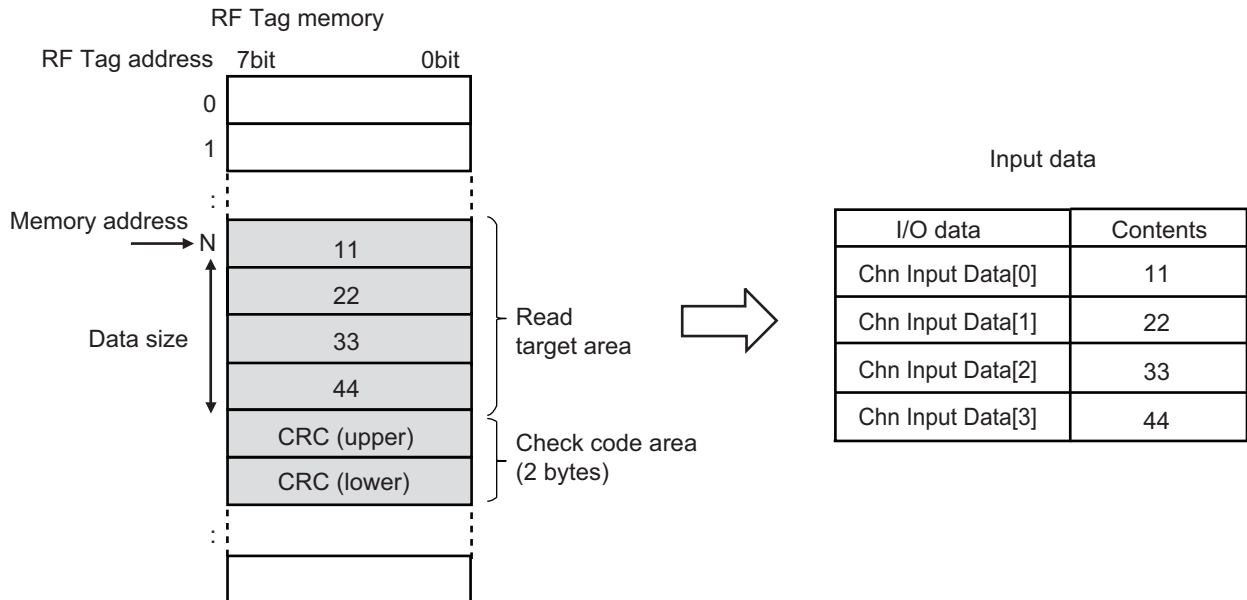 RF Tag memory
RF Tag address 7bit 0bit
0
1
:
Memory address
N
11
22
Data size
33
44
Read
target area
CRC (upper)
CRC (lower)
Check code area
(2 bytes)
:
Input data
I/O data Contents
Chn Input Data[0] 11
Chn Input Data[1] 22
Chn Input Data[2] 33
Chn Input Data[3] 44